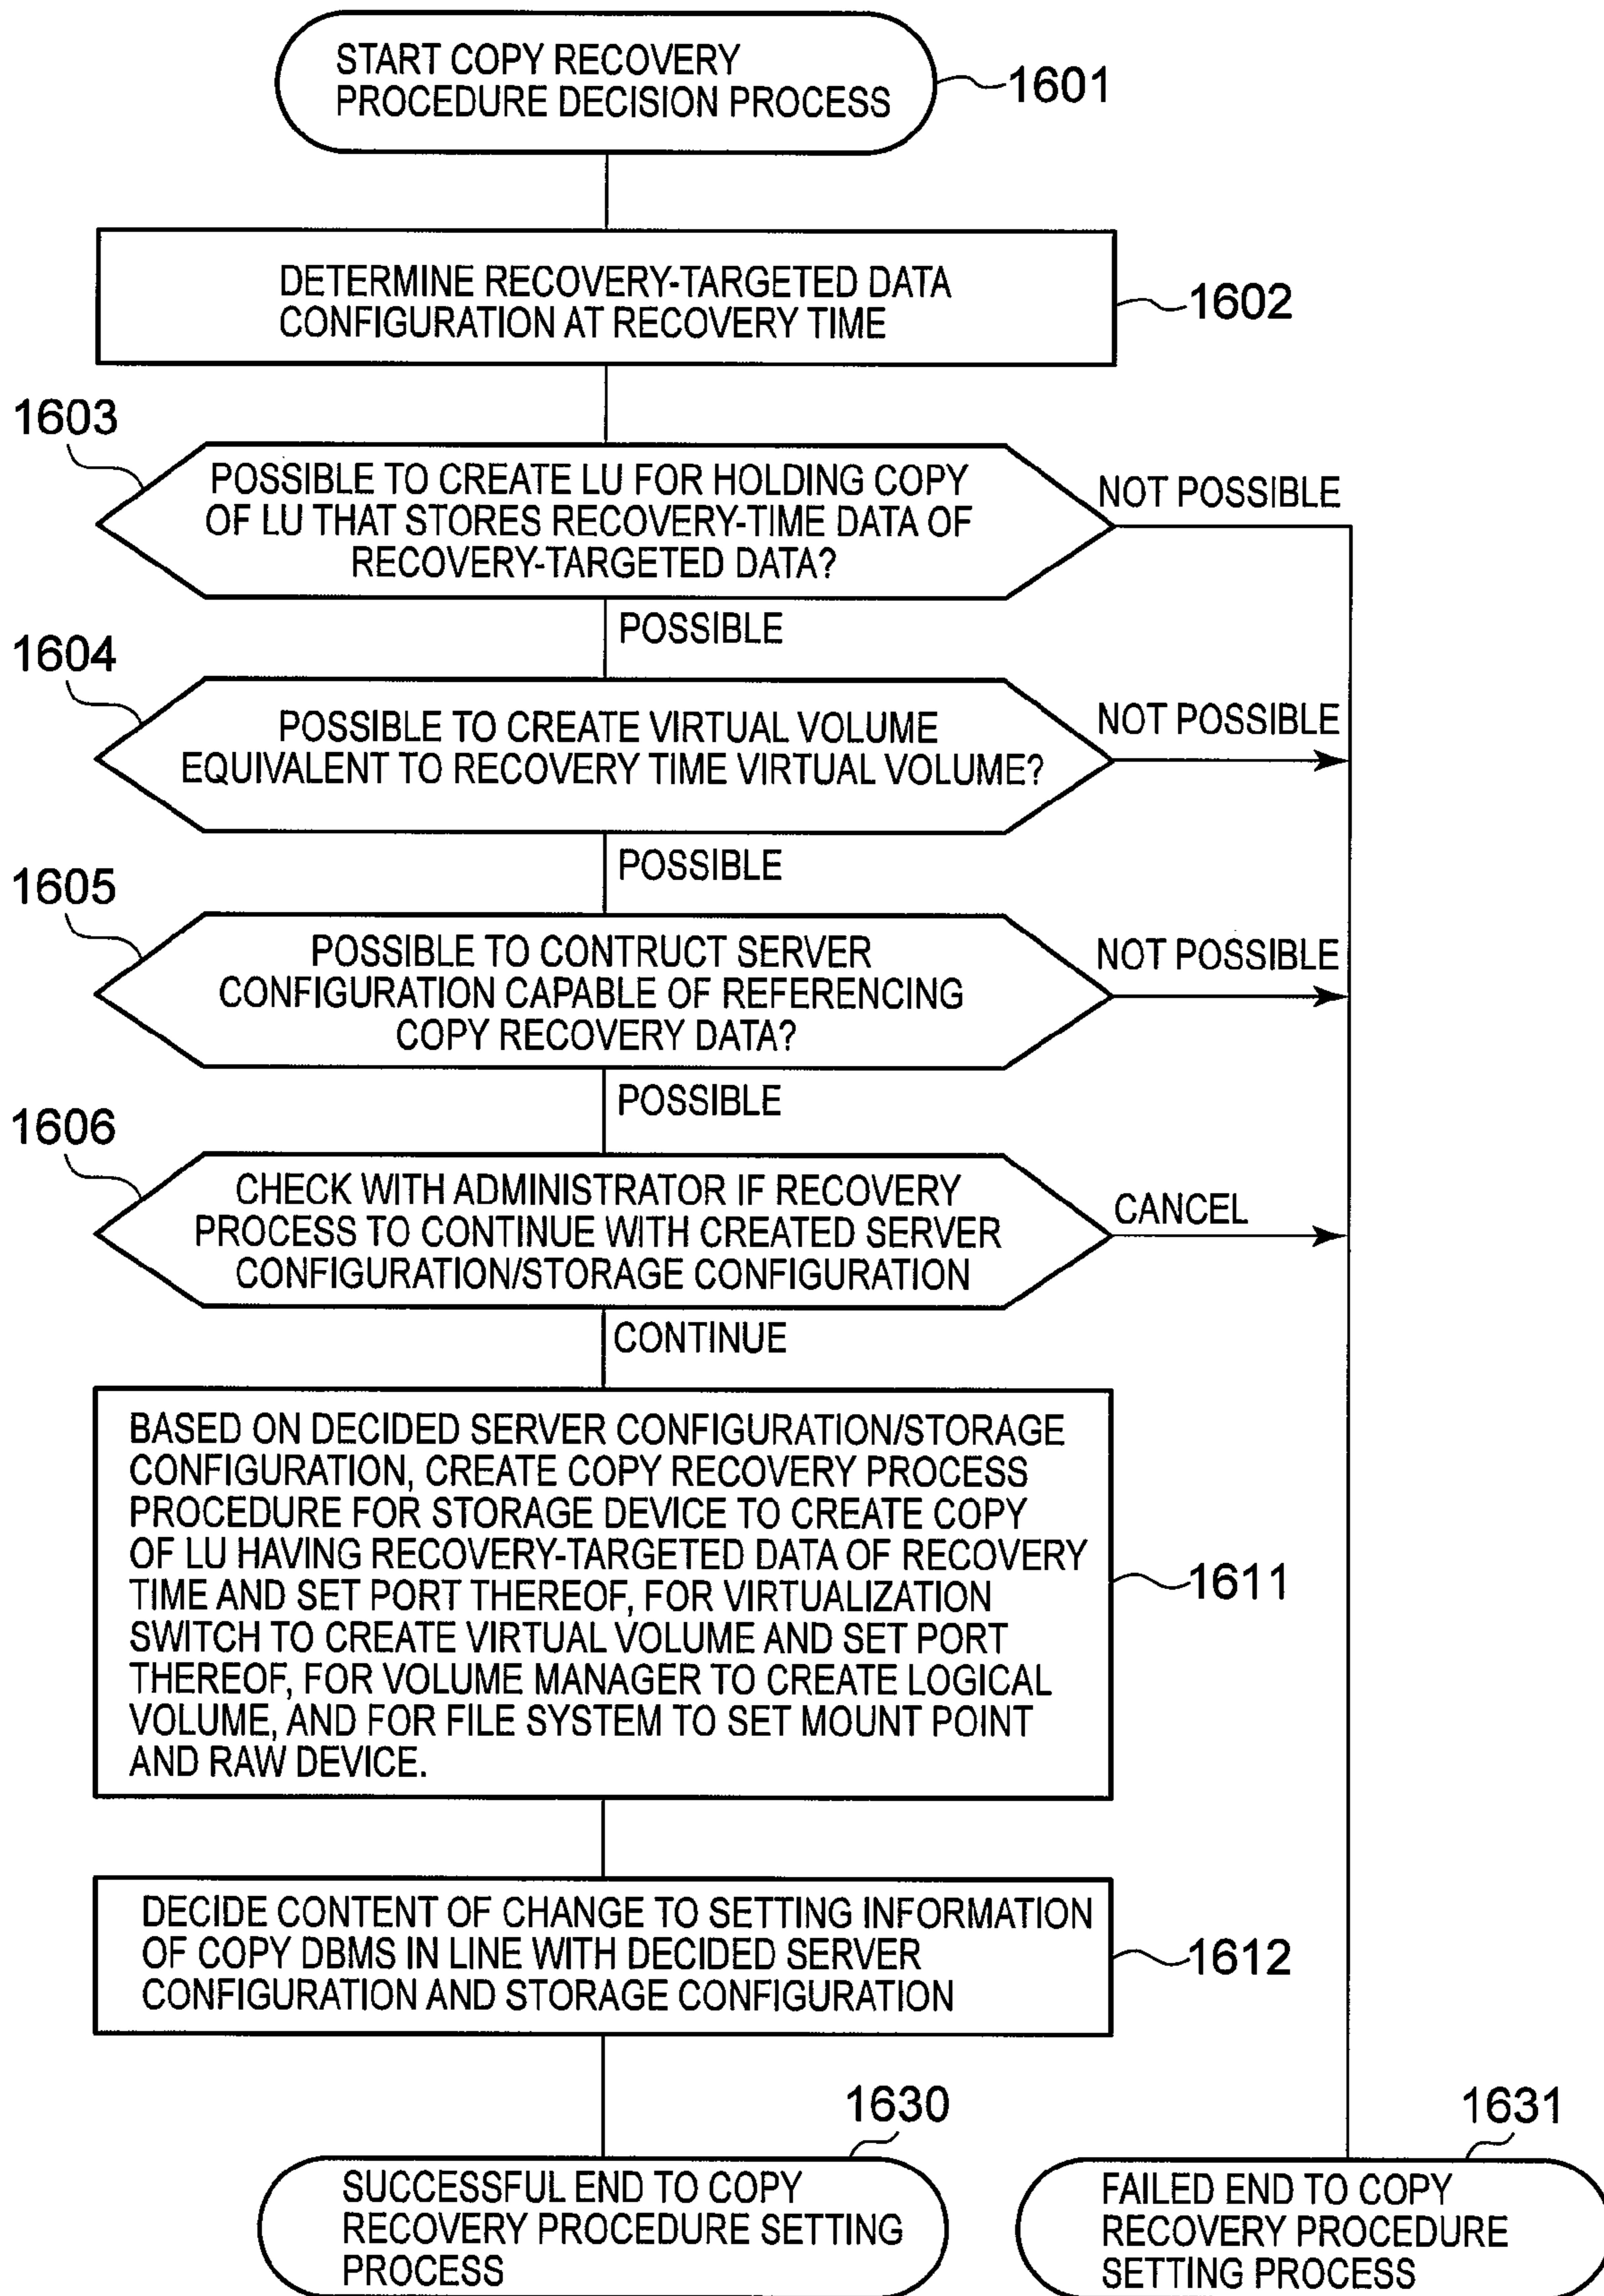 START COPY RECOVERY
PROCEDURE DECISION PROCESS
1601
DETERMINE RECOVERY-TARGETED DATA
CONFIGURATION AT RECOVERY TIME
1602
1603
POSSIBLE TO CREATE LU FOR HOLDING COPY
OF LU THAT STORES RECOVERY-TIME DATA OF
RECOVERY-TARGETED DATA?
NOT POSSIBLE
POSSIBLE
1604
POSSIBLE TO CREATE VIRTUAL VOLUME
EQUIVALENT TO RECOVERY TIME VIRTUAL VOLUME?
NOT POSSIBLE
POSSIBLE
1605
POSSIBLE TO CONTRUCT SERVER
CONFIGURATION CAPABLE OF REFERENCING
COPY RECOVERY DATA?
NOT POSSIBLE
POSSIBLE
1606
CHECK WITH ADMINISTRATOR IF RECOVERY
PROCESS TO CONTINUE WITH CREATED SERVER
CONFIGURATION/STORAGE CONFIGURATION
CANCEL
CONTINUE
BASED ON DECIDED SERVER CONFIGURATION/STORAGE
CONFIGURATION, CREATE COPY RECOVERY PROCESS
PROCEDURE FOR STORAGE DEVICE TO CREATE COPY
OF LU HAVING RECOVERY-TARGETED DATA OF RECOVERY
TIME AND SET PORT THEREOF, FOR VIRTUALIZATION
SWITCH TO CREATE VIRTUAL VOLUME AND SET PORT
THEREOF, FOR VOLUME MANAGER TO CREATE LOGICAL
VOLUME, AND FOR FILE SYSTEM TO SET MOUNT POINT
AND RAW DEVICE.
1611
DECIDE CONTENT OF CHANGE TO SETTING INFORMATION
OF COPY DBMS IN LINE WITH DECIDED SERVER
CONFIGURATION AND STORAGE CONFIGURATION
1612
1630
SUCCESSFUL END TO COPY
RECOVERY PROCEDURE SETTING
PROCESS
1631
FAILED END TO COPY
RECOVERY PROCEDURE
SETTING PROCESS